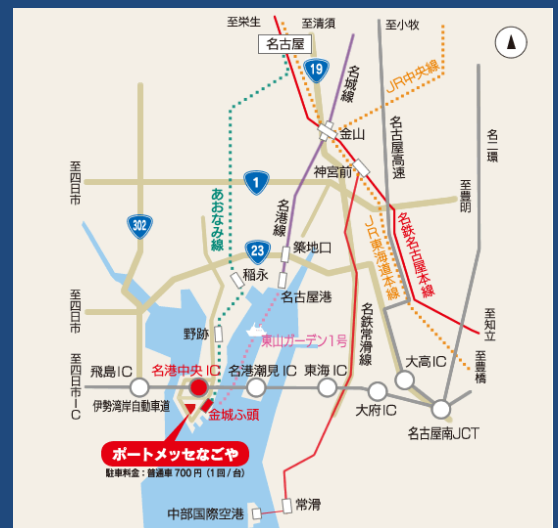 至栄生
至清須
至小牧
名古屋
19
名城線
JR中央線
金山
名古屋高速
名二環
神宮前
至四日市
1
あおなみ線
至豊明
302
名港線
JR東海道本線
名鉄名古屋本線
23
築地口
稲永
名古屋港
至四日市
名鉄常滑線
至知立
野跡
東山ガーデン1号
至豊橋
至四日市IC
飛島IC
名港中央IC
名港潮見IC
東海IC
大高IC
伊勢湾岸自動車道
金城ふ頭
大府IC
名古屋南JCT
ポートメッセなごや
駐車料金:普通車700円(1回/台)
常滑
中部国際空港